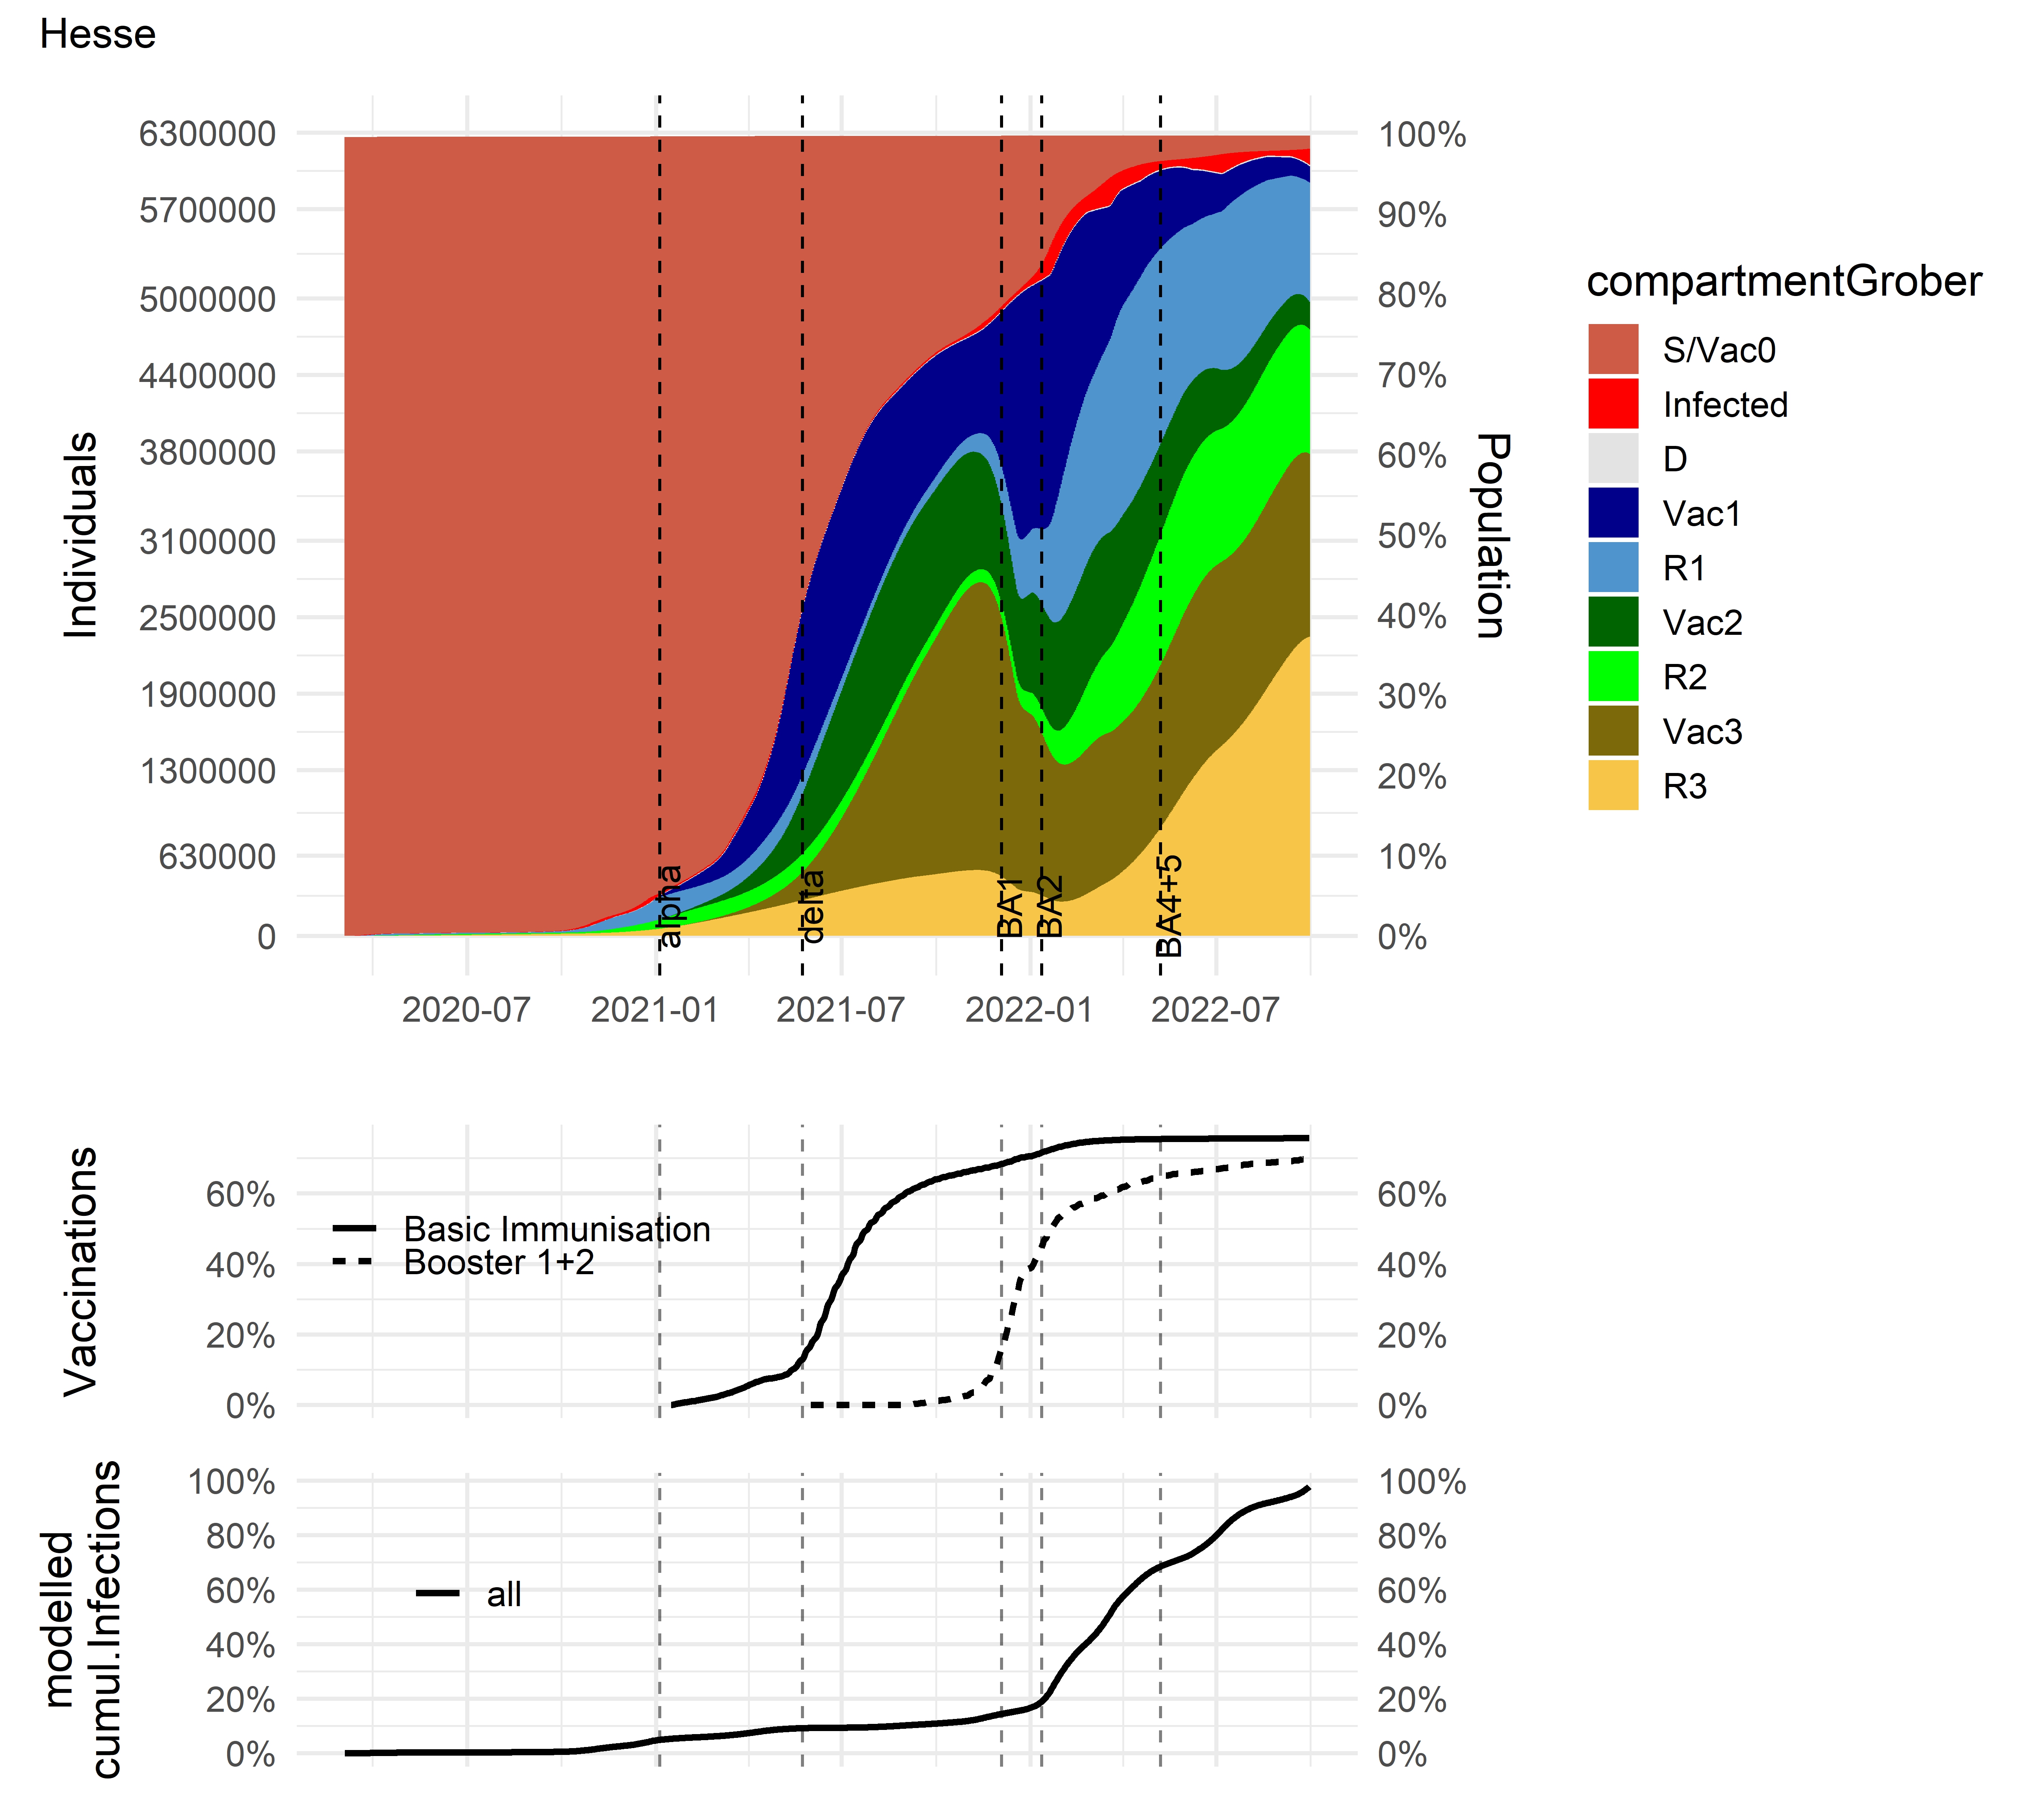 Hesse
6300000
5700000
5000000
4400000
3800000
3100000
2500000
1900000
1300000
630000
0
Individuals
100%
90%
80%
70%
60%
50%
40%
30%
20%
10%
0%
Population
alpha
delta
BA1
BA2
BA4+5
2020-07
2021-01
2021-07
2022-01
2022-07
compartmentGrober
S/Vac0
Infected
D
Vac1
R1
Vac2
R2
Vac3
R3
Vaccinations
60%
40%
20%
0%
Basic Immunisation
Booster 1+2
60%
40%
20%
0%
modelled
cumul.Infections
100%
80%
60%
40%
20%
0%
all
100%
80%
60%
40%
20%
0%